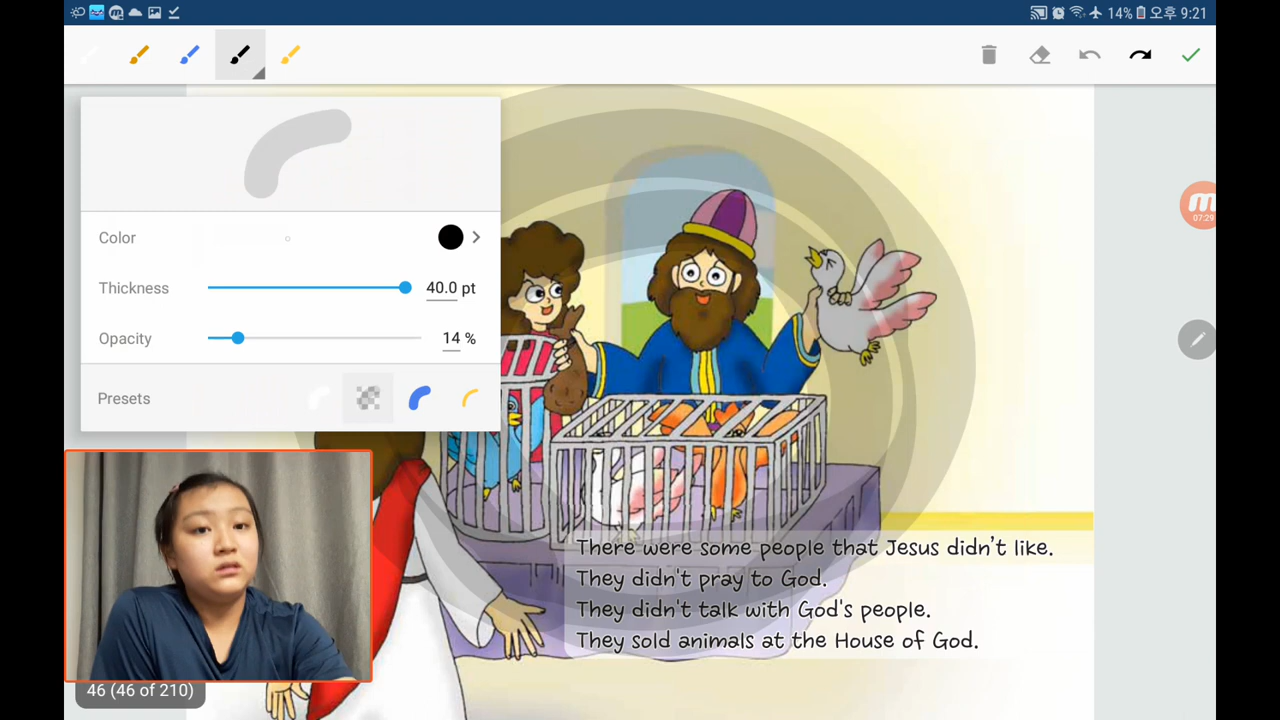 14% 오후 9:21
Color
Thickness 40.0 pt
Opacity 14 %
Presets
07:29
There were some people that Jesus didn't like.
They didn't pray to God.
They didn't talk with God's people.
They sold animals at the House of God.
46 (46 of 210)